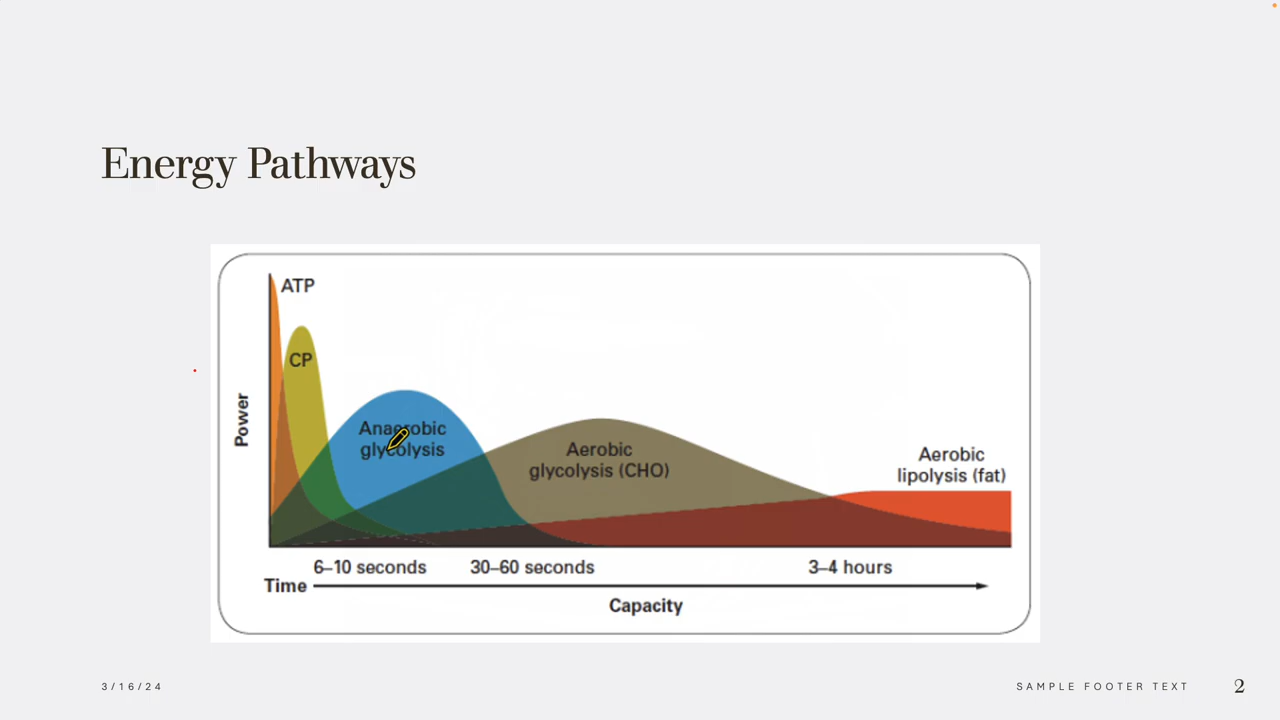 Energy Pathways
ATP
CP
Power
Anaerobic
glycolysis
Aerobic
glycolysis (CHO)
Aerobic
lipolysis (fat)
6–10 seconds
30–60 seconds
3–4 hours
Time
Capacity
3/16/24
SAMPLE FOOTER TEXT
2